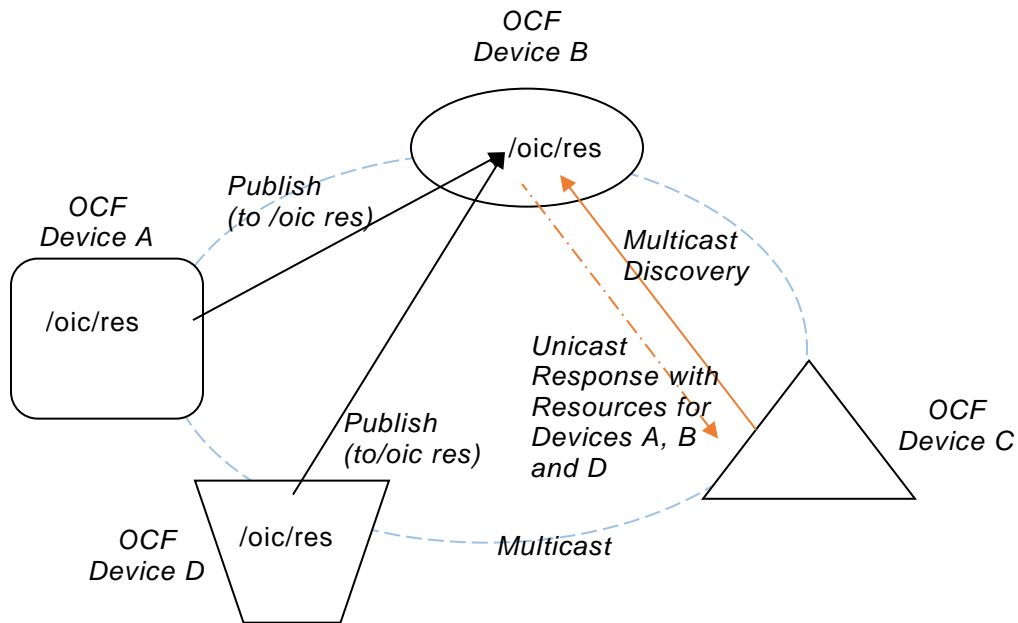 OCF
Device B
/oic/res
Publish
(to /oic res)
OCF
Device A
/oic/res
Multicast
Discovery
Unicast
Response with
Resources for
Devices A, B
and D
OCF
Device C
Publish
(to/oic res)
OCF
Device D
/oic/res
Multicast